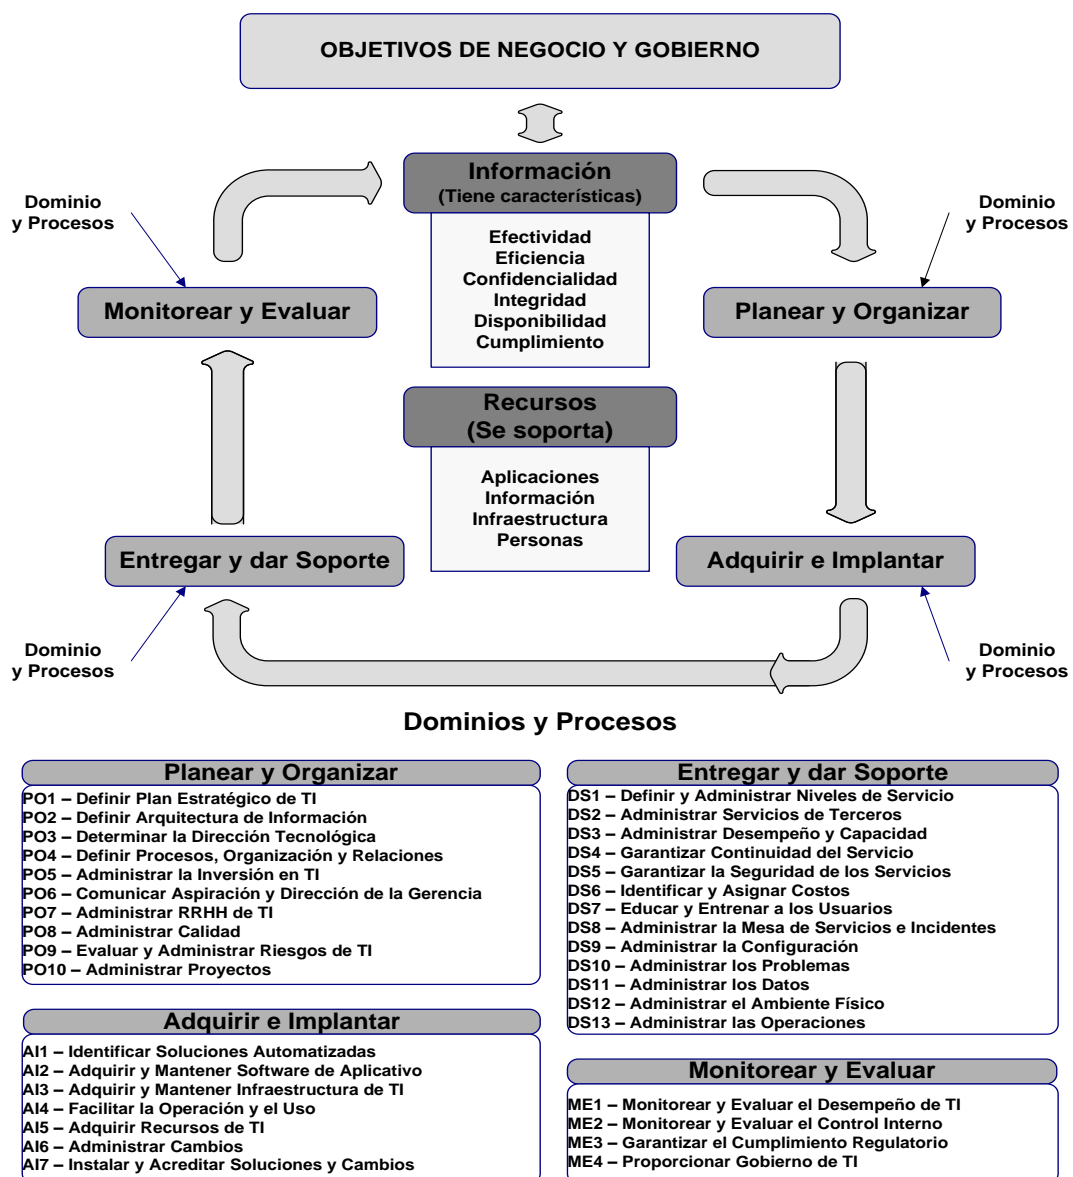 OBJETIVOS DE NEGOCIO Y GOBIERNO
Información
(Tiene características)
Efectividad
Eficiencia
Confidencialidad
Integridad
Disponibilidad
Cumplimiento
Dominio
y Procesos
Dominio
y Procesos
Monitorear y Evaluar
Planear y Organizar
Recursos
(Se soporta)
Aplicaciones
Información
Infraestructura
Personas
Entregar y dar Soporte
Adquirir e Implantar
Dominio
y Procesos
Dominio
y Procesos
Dominios y Procesos
Planear y Organizar
PO1 – Definir Plan Estratégico de TI
PO2 – Definir Arquitectura de Información
PO3 – Determinar la Dirección Tecnológica
PO4 – Definir Procesos, Organización y Relaciones
PO5 – Administrar la Inversión en TI
PO6 – Comunicar Aspiración y Dirección de la Gerencia
PO7 – Administrar RRHH de TI
PO8 – Administrar Calidad
PO9 – Evaluar y Administrar Riesgos de TI
PO10 – Administrar Proyectos
Adquirir e Implantar
AI1 – Identificar Soluciones Automatizadas
AI2 – Adquirir y Mantener Software de Aplicativo
AI3 – Adquirir y Mantener Infraestructura de TI
AI4 – Facilitar la Operación y el Uso
AI5 – Adquirir Recursos de TI
AI6 – Administrar Cambios
AI7 – Instalar y Acreditar Soluciones y Cambios
Entregar y dar Soporte
DS1 – Definir y Administrar Niveles de Servicio
DS2 – Administrar Servicios de Terceros
DS3 – Administrar Desempeño y Capacidad
DS4 – Garantizar Continuidad del Servicio
DS5 – Garantizar la Seguridad de los Servicios
DS6 – Identificar y Asignar Costos
DS7 – Educar y Entrenar a los Usuarios
DS8 – Administrar la Mesa de Servicios e Incidentes
DS9 – Administrar la Configuración
DS10 – Administrar los Problemas
DS11 – Administrar los Datos
DS12 – Administrar el Ambiente Físico
DS13 – Administrar las Operaciones
Monitorear y Evaluar
ME1 – Monitorear y Evaluar el Desempeño de TI
ME2 – Monitorear y Evaluar el Control Interno
ME3 – Garantizar el Cumplimiento Regulatorio
ME4 – Proporcionar Gobierno de TI